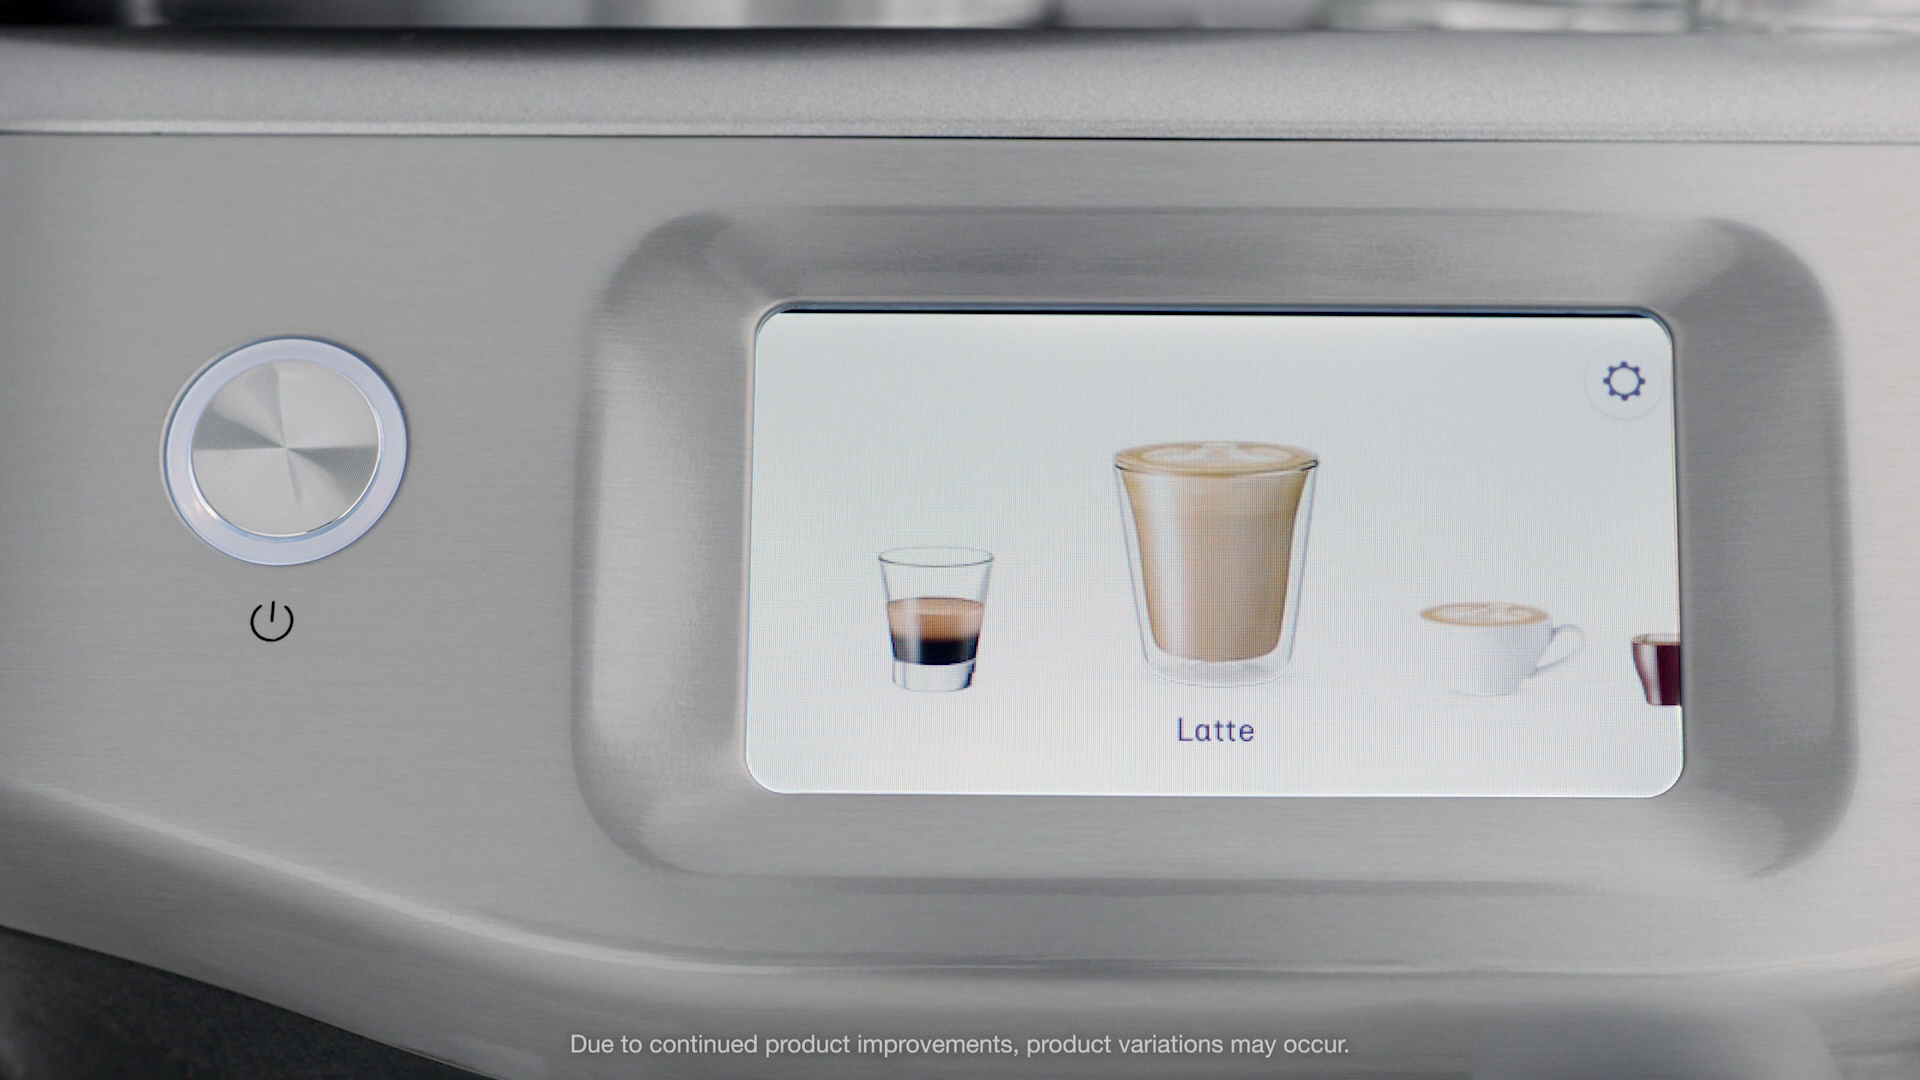 Latte
Due to continued product improvements, product variations may occur.